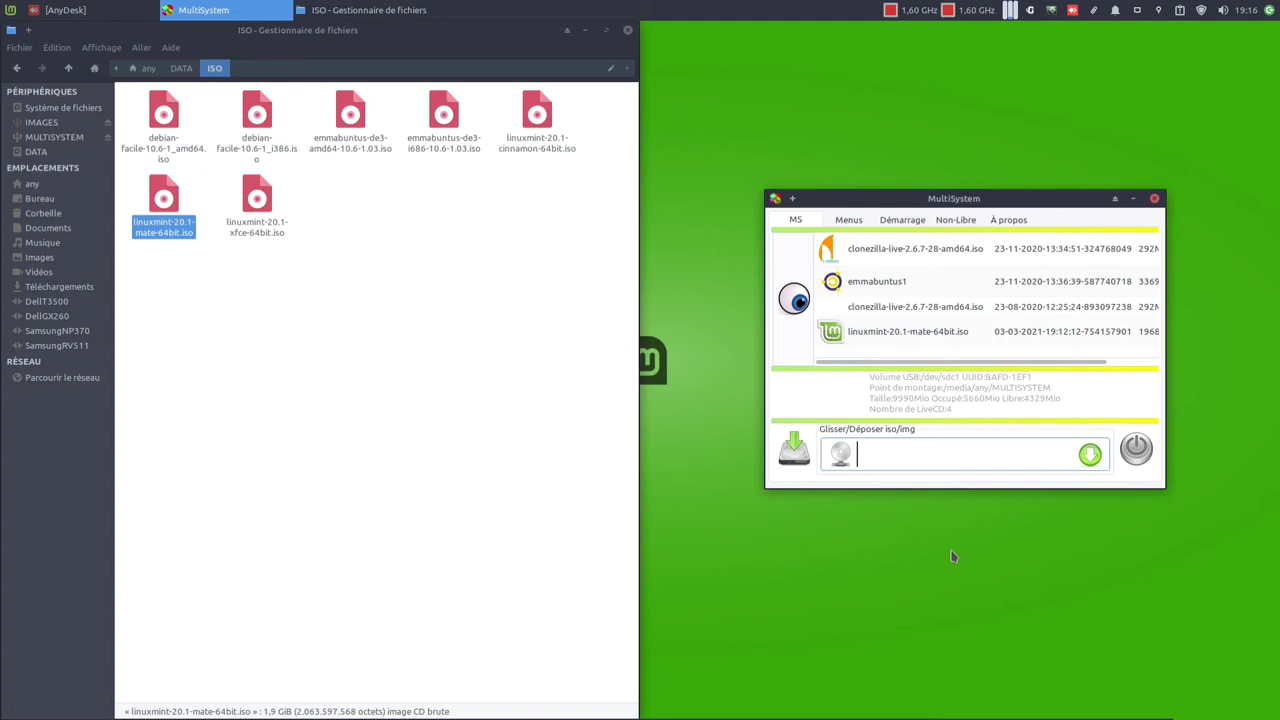 [AnyDesk]
MultiSystem
ISO - Gestionnaire de fichiers
1,60 GHz
1,60 GHz
19:16
ISO - Gestionnaire de fichiers
Fichier Édition Affichage Aller Aide
any DATA ISO
PÉRIPHÉRIQUES
Système de fichiers
IMAGES
MULTISYSTEM
DATA
EMPLACEMENTS
any
Bureau
Corbeille
Documents
Musique
Images
Vidéos
Téléchargements
DellT3500
DellGX260
SamsungNP370
SamsungRV511
RÉSEAU
Parcourir le réseau
debian-
facile-10.6-1_amd64.
iso
debian-
facile-10.6-1_i386.is
o
emmabuntus-de3-
amd64-10.6-1.03.iso
emmabuntus-de3-
i686-10.6-1.03.iso
linuxmint-20.1-
cinnamon-64bit.iso
linuxmint-20.1-
mate-64bit.iso
linuxmint-20.1-
xfce-64bit.iso
« linuxmint-20.1-mate-64bit.iso » : 1,9 GiB (2.063.597.568 octets) image CD brute
MultiSystem
MS Menus Démarrage Non-Libre À propos
clonezilla-live-2.6.7-28-amd64.iso 23-11-2020-13:34:51-324768049 292M
emmabuntus1 23-11-2020-13:36:39-587740718 3369
clonezilla-live-2.6.7-28-amd64.iso 23-08-2020-12:25:24-893097238 292M
linuxmint-20.1-mate-64bit.iso 03-03-2021-19:12:12-754157901 1968
Volume USB:/dev/sdc1 UUID:BAFD-1EF1
Point de montage:/media/any/MULTISYSTEM
Taille:9990Mio Occupé:5660Mio Libre:4329Mio
Nombre de LiveCD:4
Glisser/Déposer iso/img